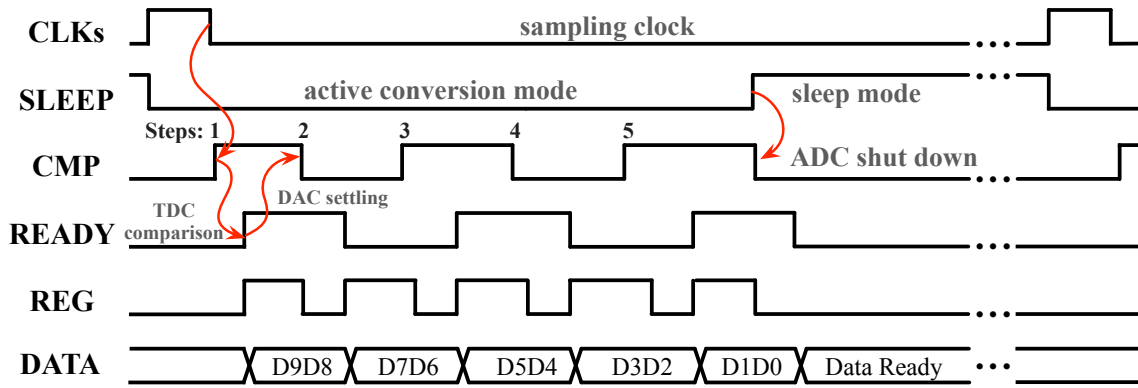 CLKs
sampling clock
SLEEP
active conversion mode
sleep mode
Steps: 1 2 3 4 5
CMP
ADC shut down
DAC settling
TDC
comparison
READY
REG
DATA
D9D8 D7D6 D5D4 D3D2 D1D0 Data Ready